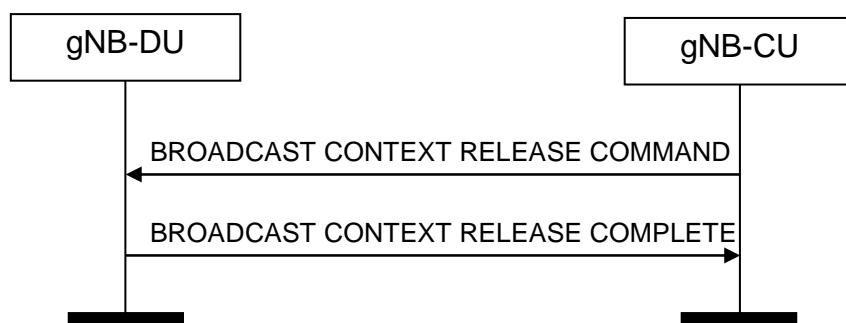 gNB-DU
gNB-CU
BROADCAST CONTEXT RELEASE COMMAND
BROADCAST CONTEXT RELEASE COMPLETE